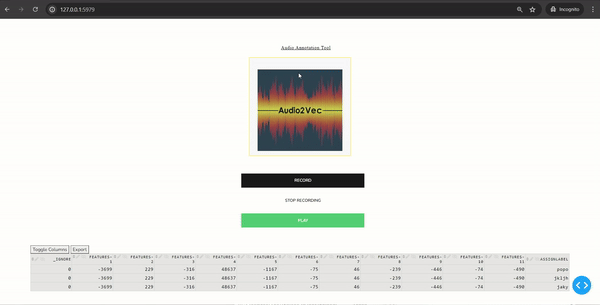 127.0.0.1:5979
Incognito
Audio Annotation Tool
Audio2Vec
RECORD
STOP RECORDING
PLAY
Toggle Columns Export
_IGNORE FEATURES-1 FEATURES-2 FEATURES-3 FEATURES-4 FEATURES-5 FEATURES-6 FEATURES-7 FEATURES-8 FEATURES-9 FEATURES-10 FEATURES-11 ASSIGNLABEL
0 -3699 229 -316 48637 -1167 -75 46 -239 -446 -74 -490 popo
0 -3699 229 -316 48637 -1167 -75 46 -239 -446 -74 -490 jkljh
0 -3699 229 -316 48637 -1167 -75 46 -239 -446 -74 -490 jaky